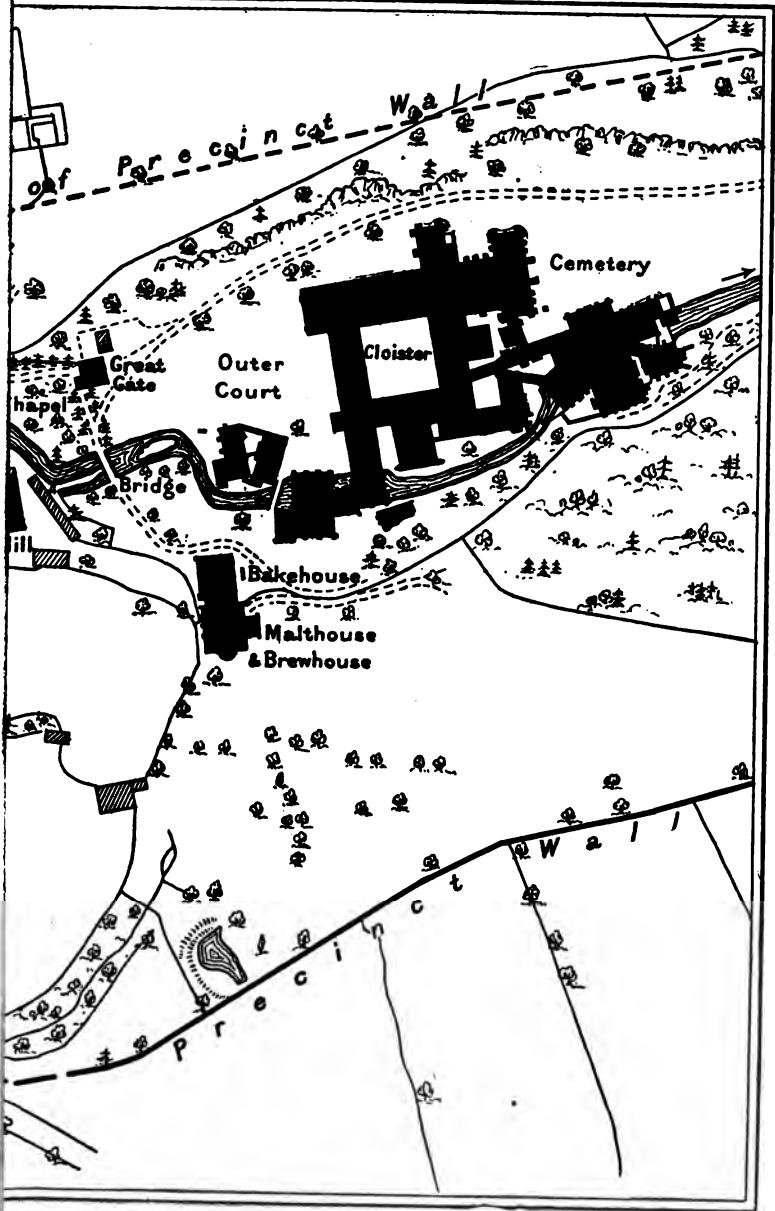 of Precinct Wall
Cemetery
Cloister
Great
Gate
Outer
Court
hapel
Bridge
ill
Bakehouse
Malthouse
& Brewhouse
Precinct Wall